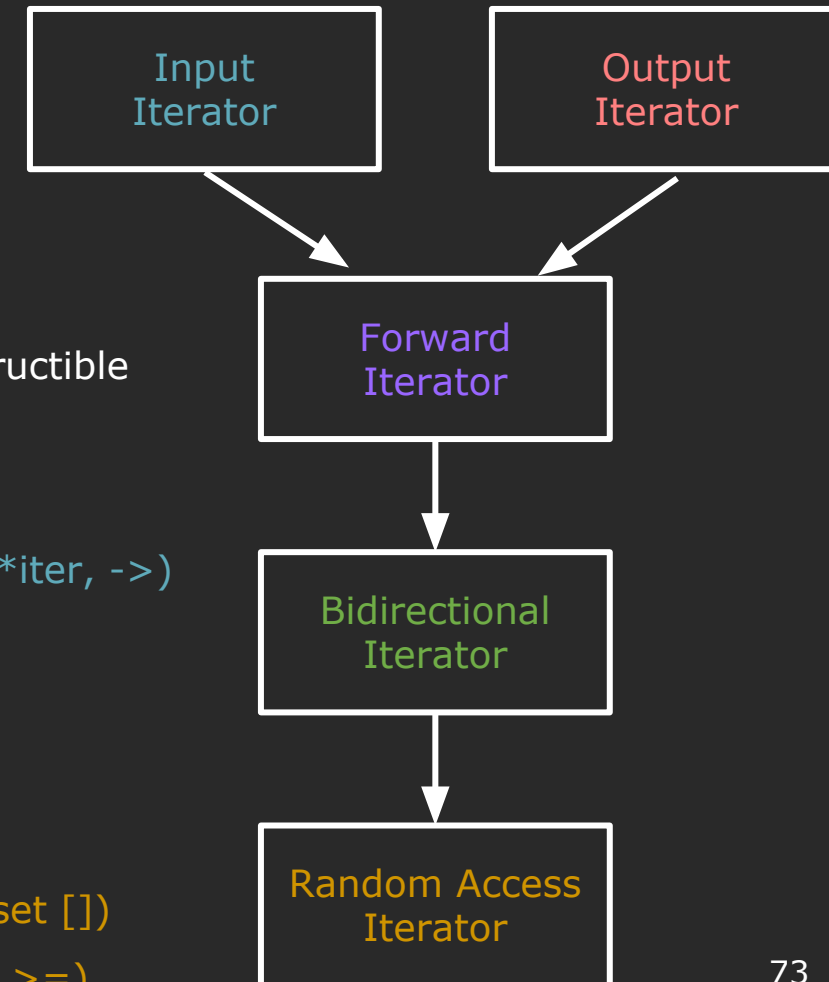 Input
Iterator
Output
Iterator
Forward
Iterator
ructible
*iter, ->)
Bidirectional
Iterator
Random Access
Iterator
set [])
>=)
73